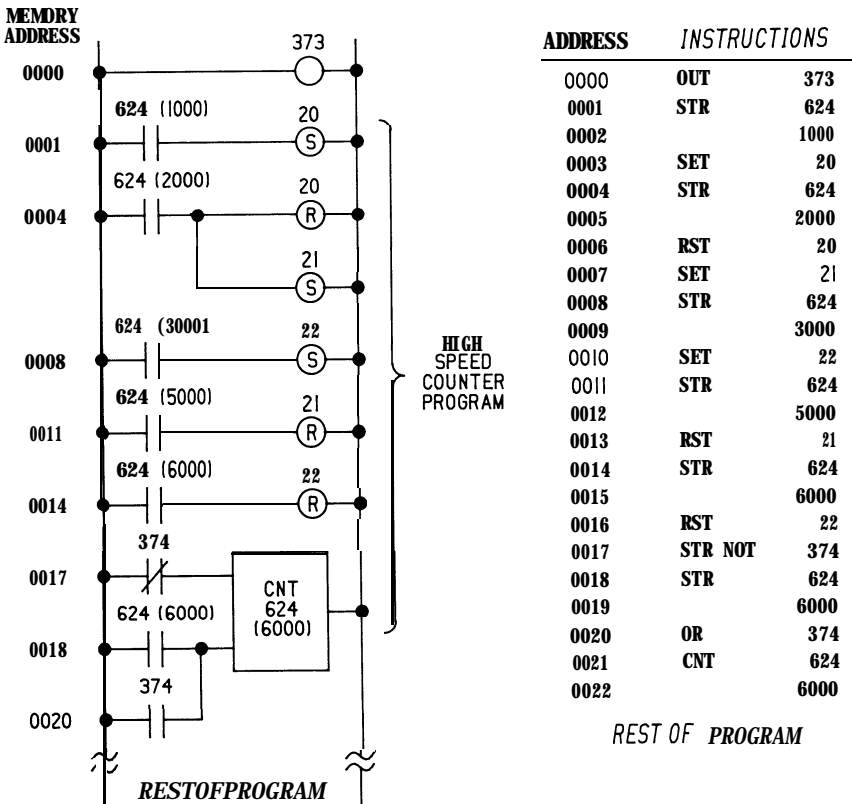 MEMORY
ADDRESS
373
0000
624 (1000)
20
0001
S
624 (2000)
20
0004
R
21
S
624 (30001
22
0008
S
624 (5000)
21
0011
R
624 (6000)
22
0014
R
374
0017
CNT
624
(6000)
624 (6000)
0018
374
0020
RESTOFPROGRAM
HIGH
SPEED
COUNTER
PROGRAM
ADDRESS INSTRUCTIONS
0000 OUT 373
0001 STR 624
0002 1000
0003 SET 20
0004 STR 624
0005 2000
0006 RST 20
0007 SET 21
0008 STR 624
0009 3000
0010 SET 22
0011 STR 624
0012 5000
0013 RST 21
0014 STR 624
0015 6000
0016 RST 22
0017 STR NOT 374
0018 STR 624
0019 6000
0020 OR 374
0021 CNT 624
0022 6000
REST OF PROGRAM